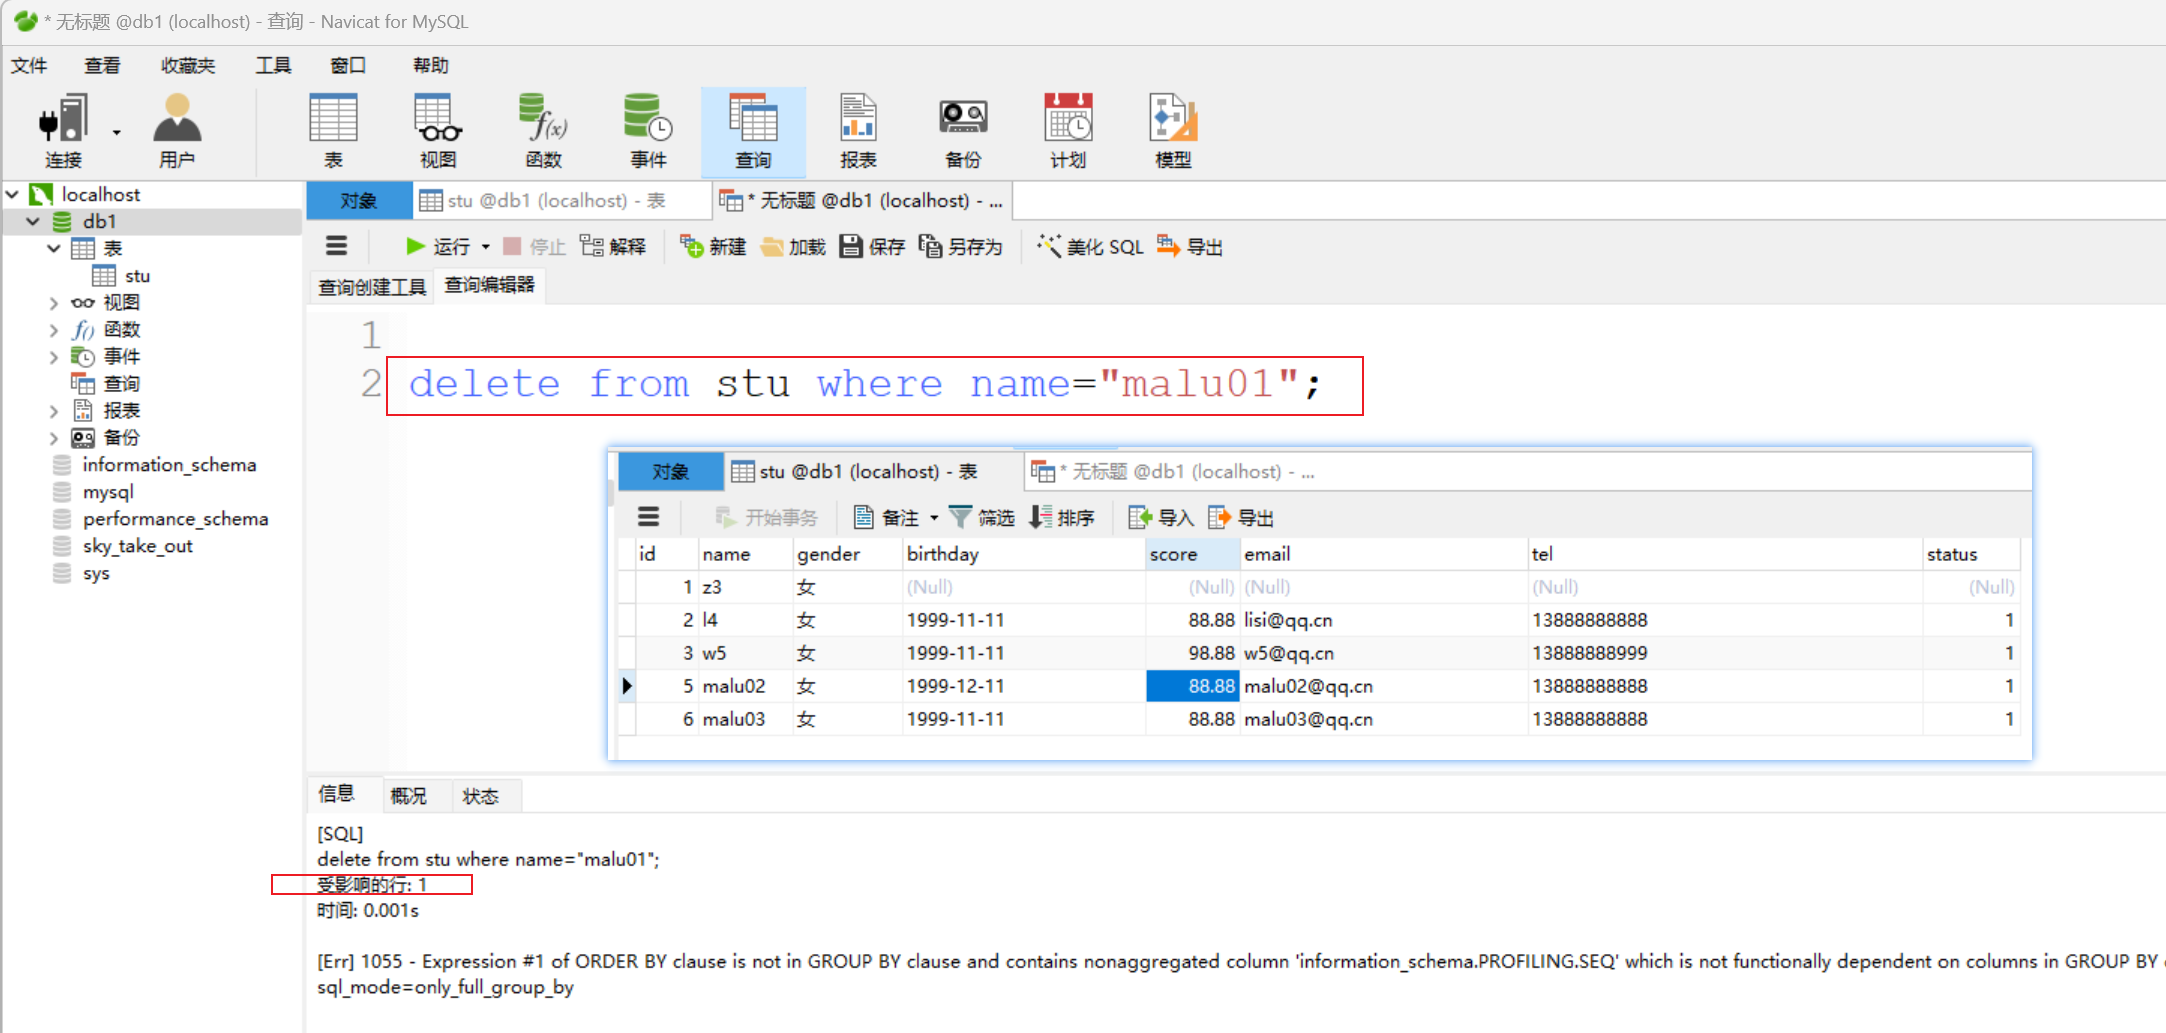 * 无标题 @db1 (localhost) - 查询 - Navicat for MySQL
文件 查看 收藏夹 工具 窗口 帮助
连接 用户 表 视图 函数 事件 查询 报表 备份 计划 模型
localhost
db1
表
stu
视图
函数
事件
查询
报表
备份
information_schema
mysql
performance_schema
sky_take_out
sys
对象 stu @db1 (localhost) - 表 * 无标题 @db1 (localhost) - ...
运行 停止 解释 新建 加载 保存 另存为 美化 SQL 导出
查询创建工具 查询编辑器
1
2 delete from stu where name="malu01";
对象 stu @db1 (localhost) - 表 * 无标题 @db1 (localhost) - ...
开始事务 备注 筛选 排序 导入 导出
id name gender birthday score email tel status
1 z3 女 (Null) (Null) (Null) (Null) (Null)
2 l4 女 1999-11-11 88.88 lisi@qq.cn 13888888888 1
3 w5 女 1999-11-11 98.88 w5@qq.cn 13888888999 1
5 malu02 女 1999-12-11 88.88 malu02@qq.cn 13888888888 1
6 malu03 女 1999-11-11 88.88 malu03@qq.cn 13888888888 1
信息 概况 状态
[SQL]
delete from stu where name="malu01";
受影响的行: 1
时间: 0.001s
[Err] 1055 - Expression #1 of ORDER BY clause is not in GROUP BY clause and contains nonaggregated column 'information_schema.PROFILING.SEQ' which is not functionally dependent on columns in GROUP BY
sql_mode=only_full_group_by